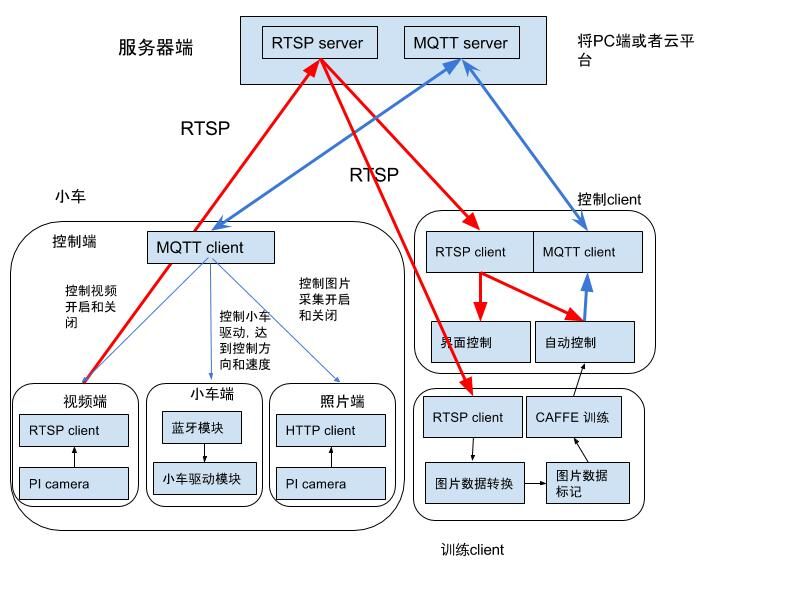 服务器端
RTSP server
MQTT server
将PC端或者云平
台
RTSP
RTSP
小车
控制client
控制端
MQTT client
RTSP client
MQTT client
控制视频
开启和关
闭
控制小车
驱动, 达
到控制方
向和速度
控制图片
采集开启
和关闭
界面控制
自动控制
视频端
小车端
照片端
RTSP client
蓝牙模块
HTTP client
RTSP client
CAFFE 训练
PI camera
小车驱动模块
PI camera
图片数据转换
图片数据
标记
训练client